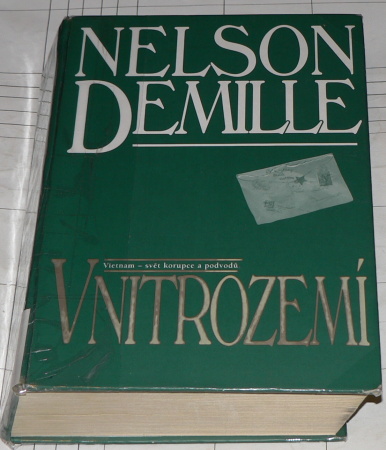 NELSON
DEMILLE
Vietnam – svět korupce a podvodů
VNITROZEMÍ